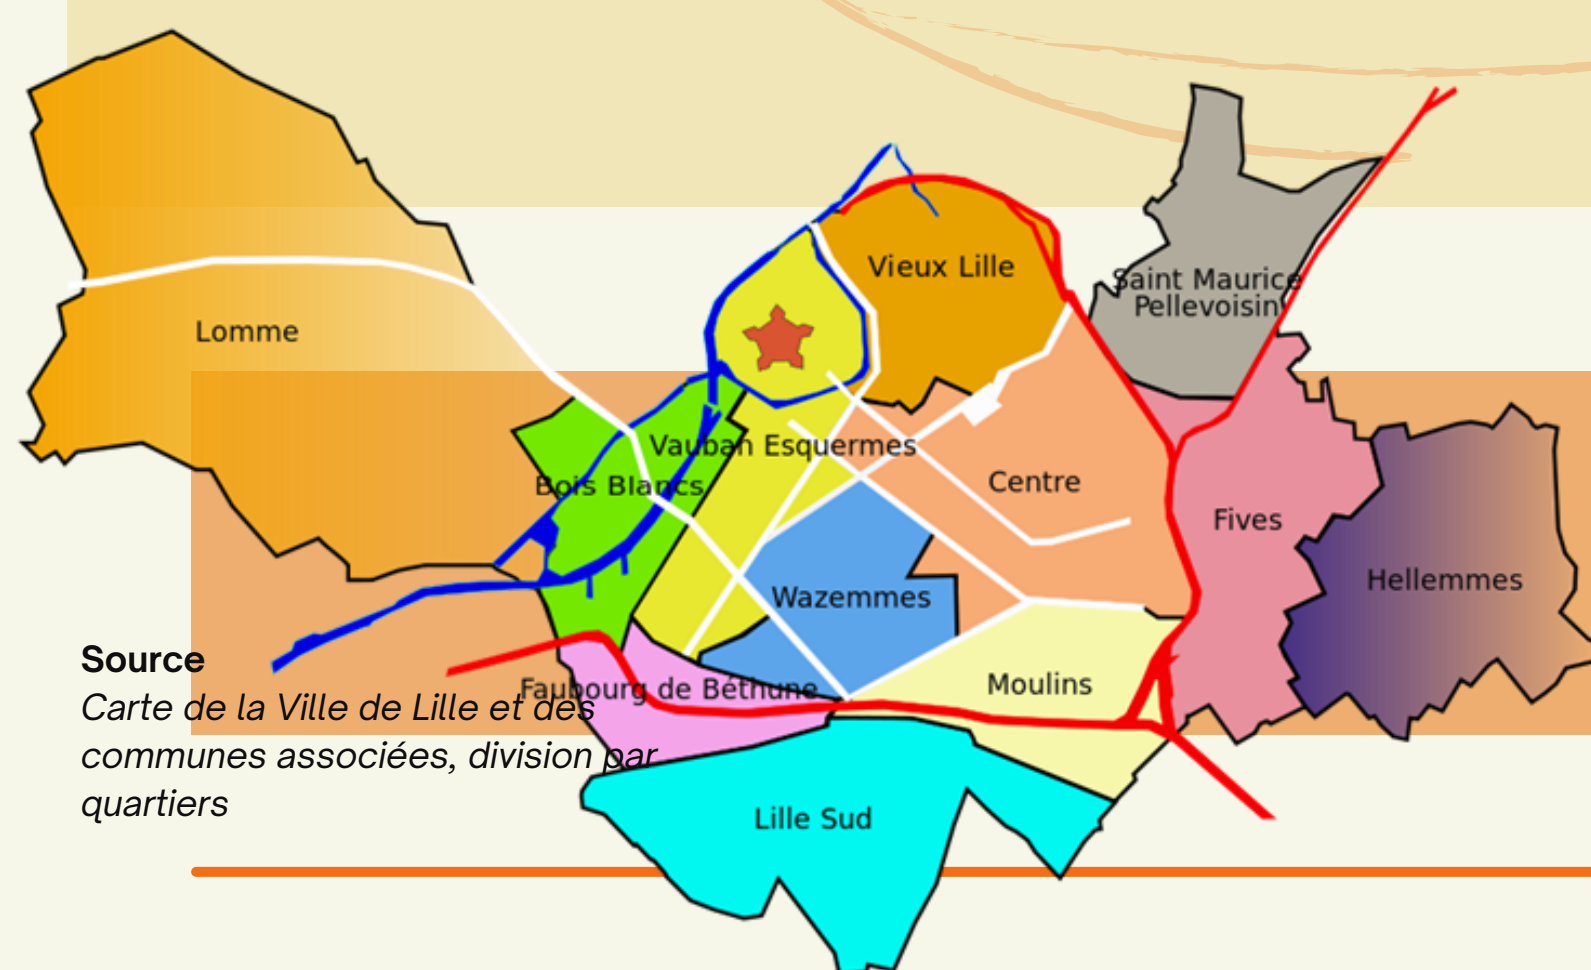 Vieux Lille
Saint Maurice
Pellevoisin
Lomme
Vauban Esquermes
Bois Blancs
Centre
Fives
Hellemmes
Wazemmes
Moulins
Faubourg de Béthune
Lille Sud
Source
Carte de la Ville de Lille et des
communes associées, division par
quartiers